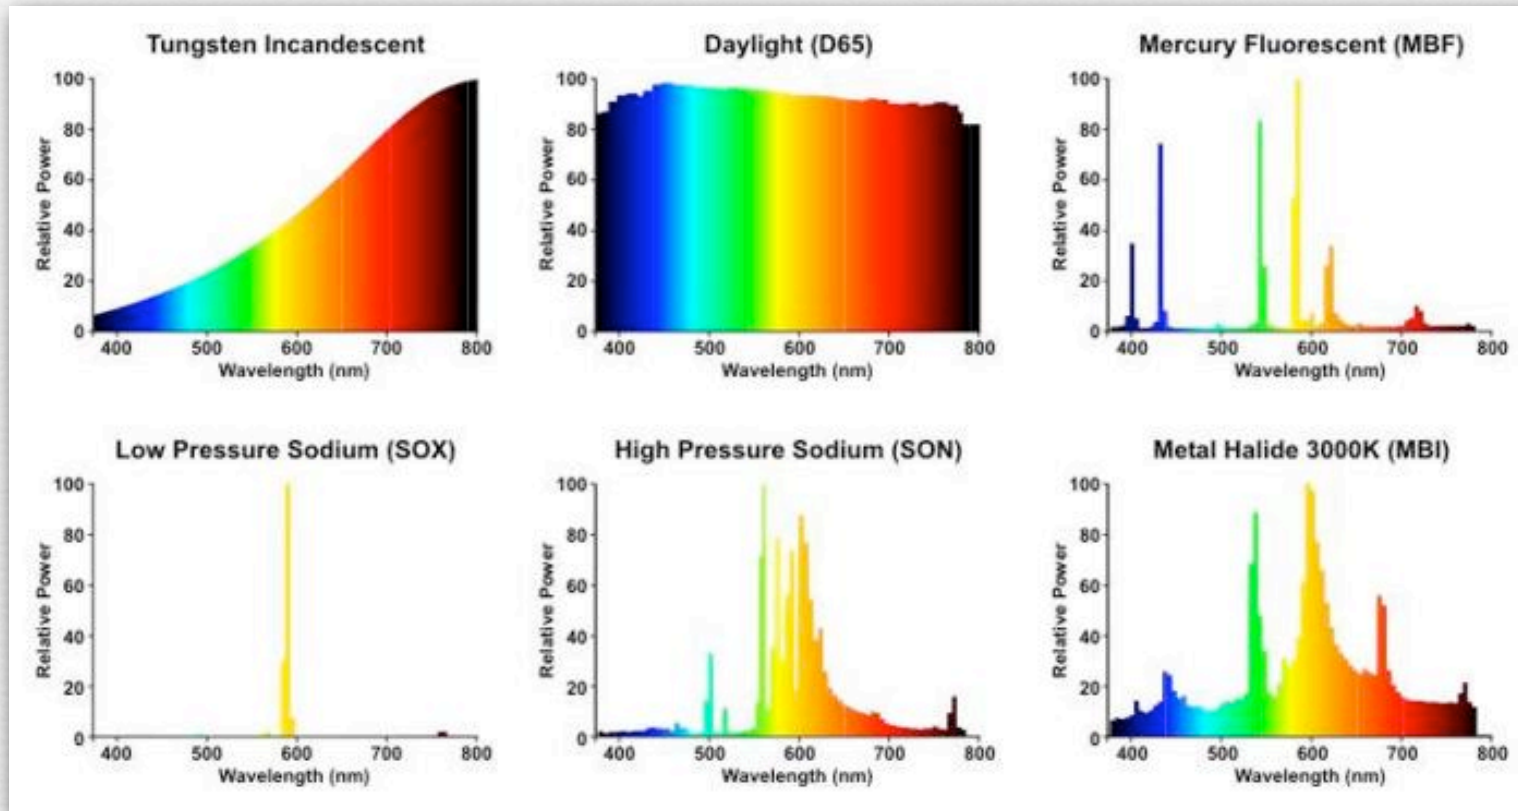 Tungsten Incandescent
Daylight (D65)
Mercury Fluorescent (MBF)
Relative Power
100
80
60
40
20
0
400 500 600 700 800
Wavelength (nm)
Relative Power
100
80
60
40
20
0
400 500 600 700 800
Wavelength (nm)
Relative Power
100
80
60
40
20
0
400 500 600 700 800
Wavelength (nm)
Low Pressure Sodium (SOX)
High Pressure Sodium (SON)
Metal Halide 3000K (MBI)
Relative Power
100
80
60
40
20
0
400 500 600 700 800
Wavelength (nm)
Relative Power
100
80
60
40
20
0
400 500 600 700 800
Wavelength (nm)
Relative Power
100
80
60
40
20
0
400 500 600 700 800
Wavelength (nm)